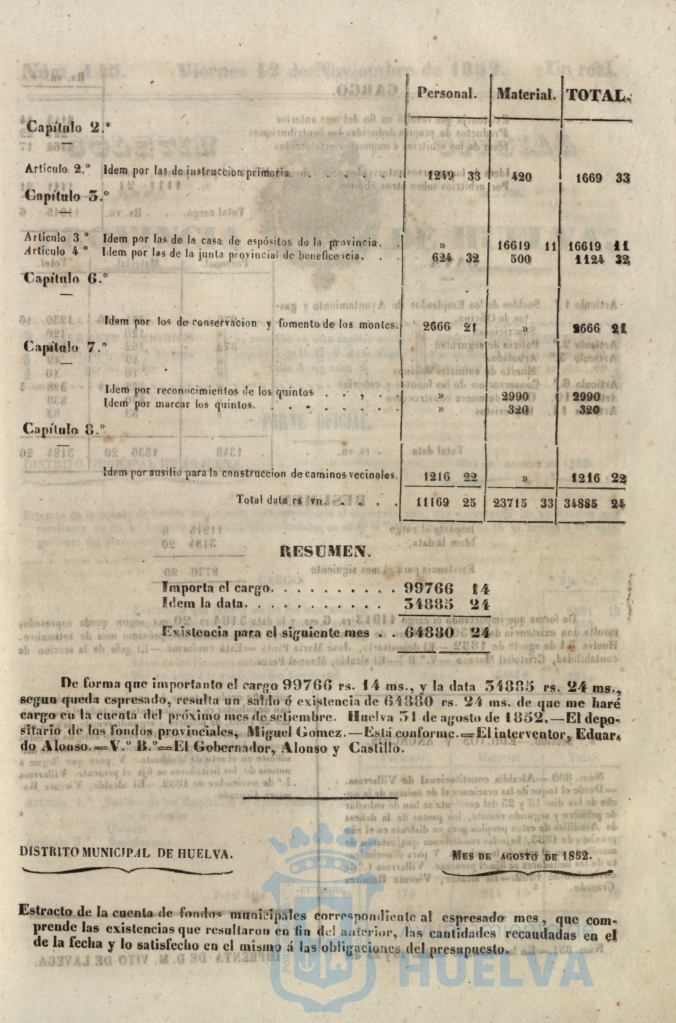 Personal. Material. TOTAL.
Capítulo 2.º
Artículo 2.º Idem por las de instruccion primaria. . . . . . . 1249 33 420 1669 33
Capítulo 3.º
Artículo 3 º Idem por las de la casa de espósitos de la provincia. . » 16619 11 16619 11
Artículo 4 º Idem por las de la junta provincial de beneficencia. . . 624 32 500 1124 32
Capítulo 6.º
Idem por los de conservacion y fomento de los montes. 2666 21 » 2666 21
Capítulo 7.º
Idem por reconocimientos de los quintos . . , . » 2990 2990
Idem por marcar los quintos. . . . . . . . » 320 320
Capítulo 8.º
Idem por ausilio para la construccion de caminos vecinales. 1216 22 » 1216 22
Total data rs vn. . . . . 11169 25 23715 33 34885 24
RESUMEN.
Importa el cargo. . . . . . . . . . 99766 14
Idem la data. . . . . . . . . . . . 34885 24
Existencia para el siguiente mes . . 64880 24
De forma que importanto el cargo 99766 rs. 14 ms., y la data 34885 rs. 24 ms.,
segun queda espresado, resulta un saldo ó existencia de 64880 rs. 24 ms. de que me haré
cargo en la cuenta del próximo mes de setiembre. Huelva 31 de agosto de 1852.—El depo-
sitario de los fondos provinciales, Miguel Gomez.—Está conforme.=El interventor, Eduar,
do Alonso.=V.º B.º=El Gobernador, Alonso y Castillo.
DISTRITO MUNICIPAL DE HUELVA. MES DE AGOSTO DE 1852.
Estracto de la cuenta de fondos municipales correspondiente al espresado mes, que com-
prende las existencias que resultaron en fin del anterior, las cantidades recaudadas en el
de la fecha y lo satisfecho en el mismo á las obligaciones del presupuesto.
HUELVA